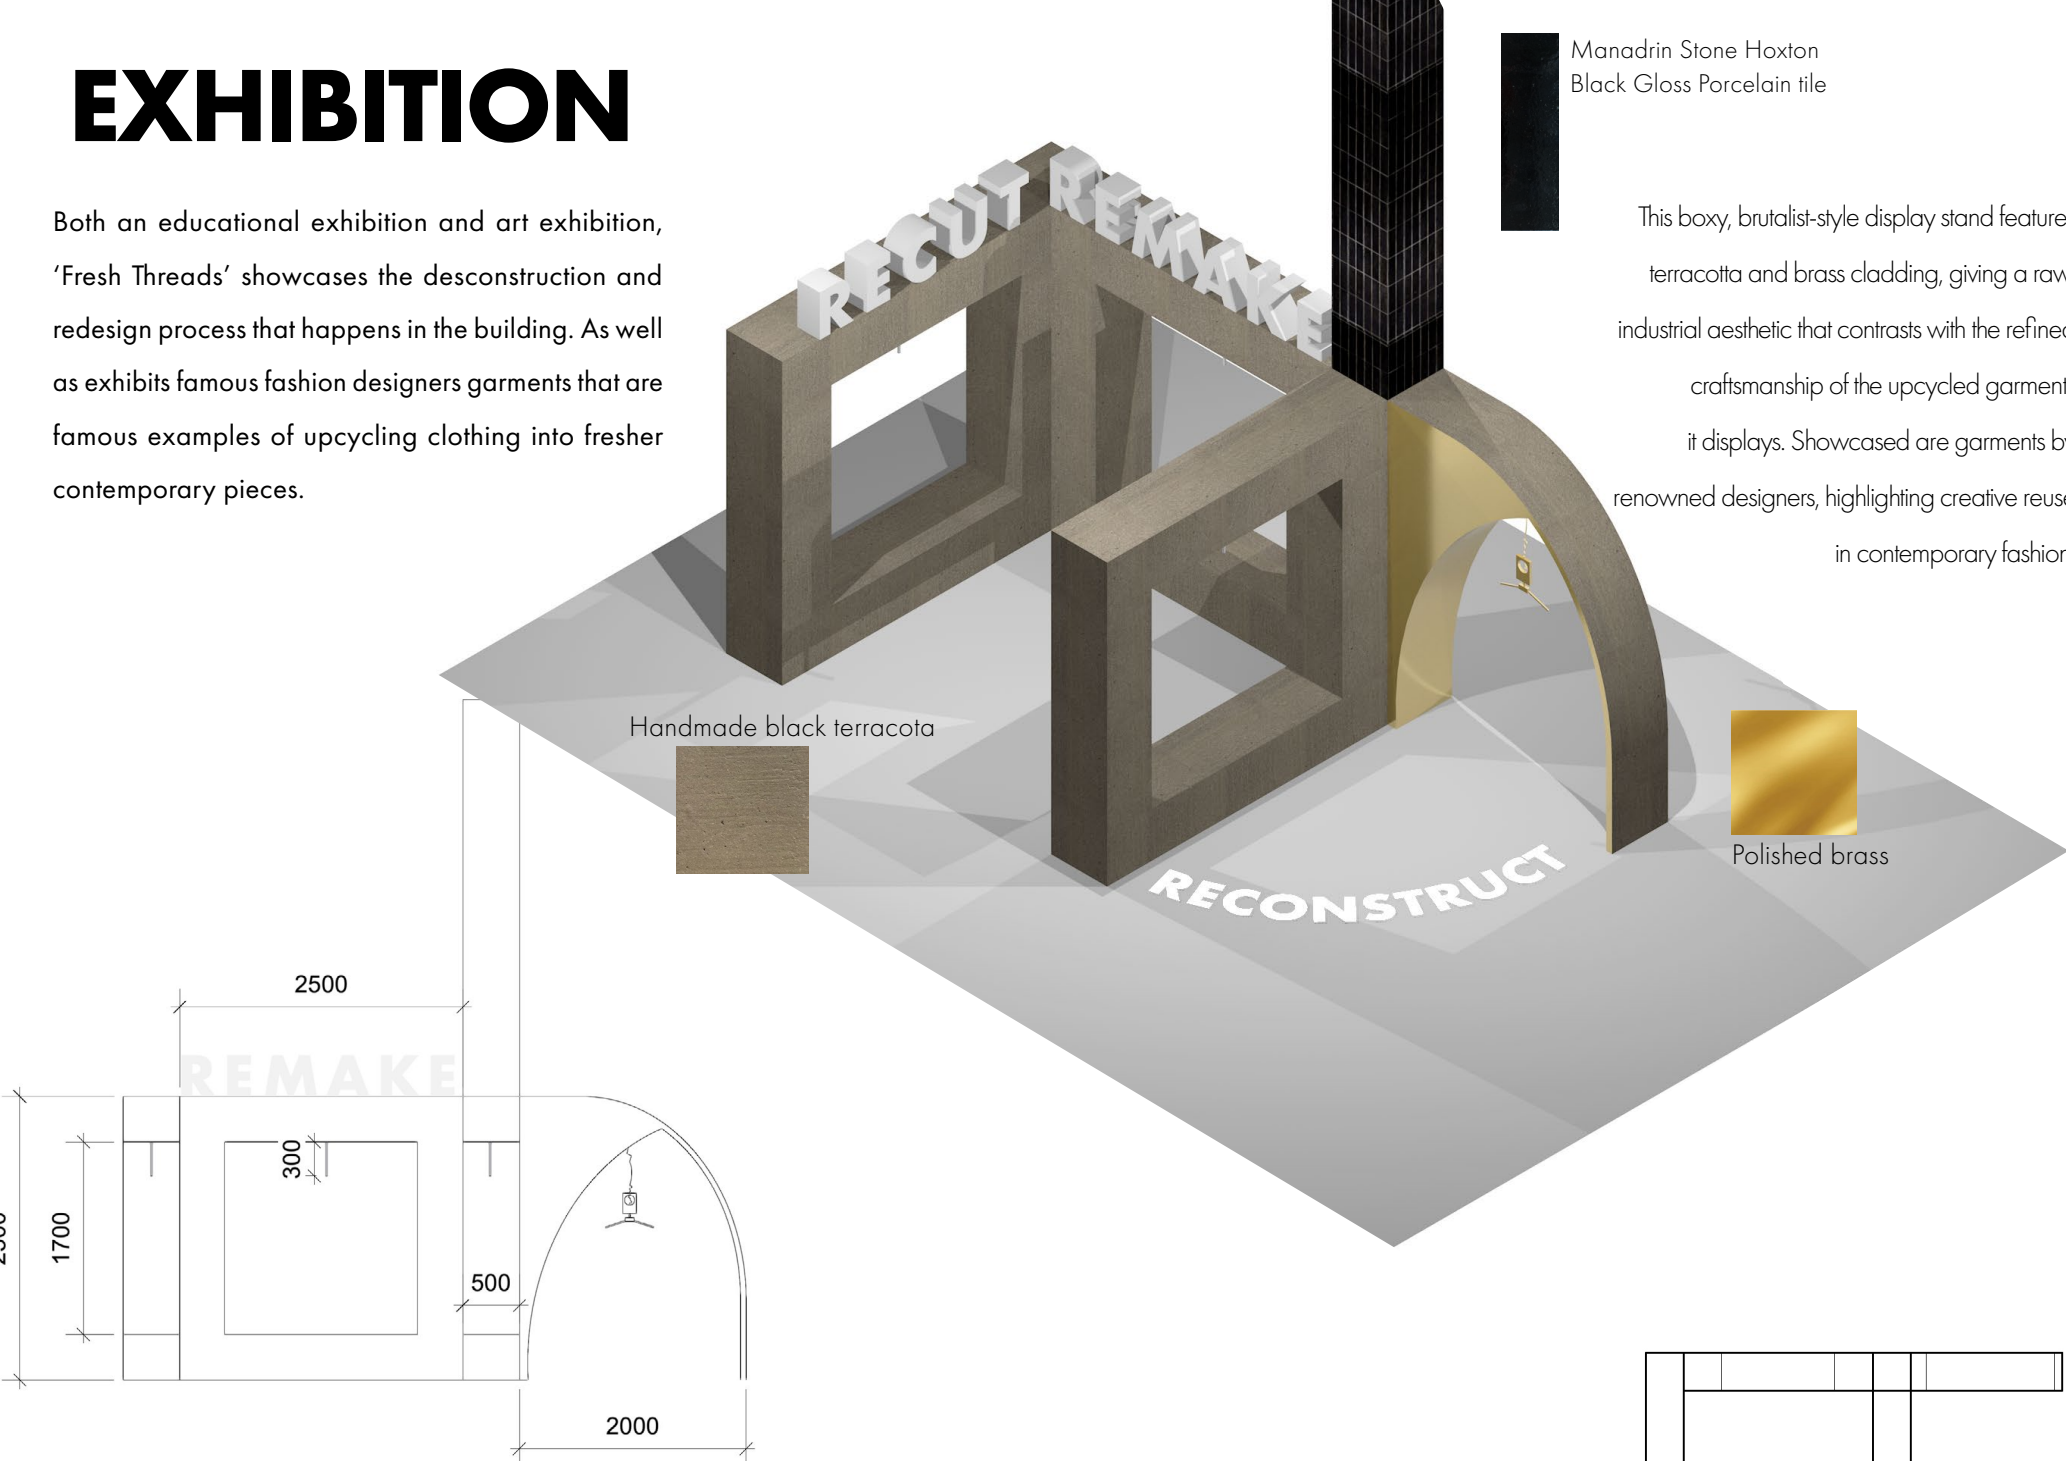 EXHIBITION
Both an educational exhibition and art exhibition,
‘Fresh Threads’ showcases the desconstruction and
redesign process that happens in the building. As well
as exhibits famous fashion designers garments that are
famous examples of upcycling clothing into fresher
contemporary pieces.
Manadrin Stone Hoxton
Black Gloss Porcelain tile
This boxy, brutalist-style display stand feature
terracotta and brass cladding, giving a raw
industrial aesthetic that contrasts with the refined
craftsmanship of the upcycled garment
it displays. Showcased are garments by
renowned designers, highlighting creative reuse
in contemporary fashion
RECUT
REMAKE
RECONSTRUCT
Handmade black terracota
Polished brass
2500
REMAKE
300
1700
500
2000